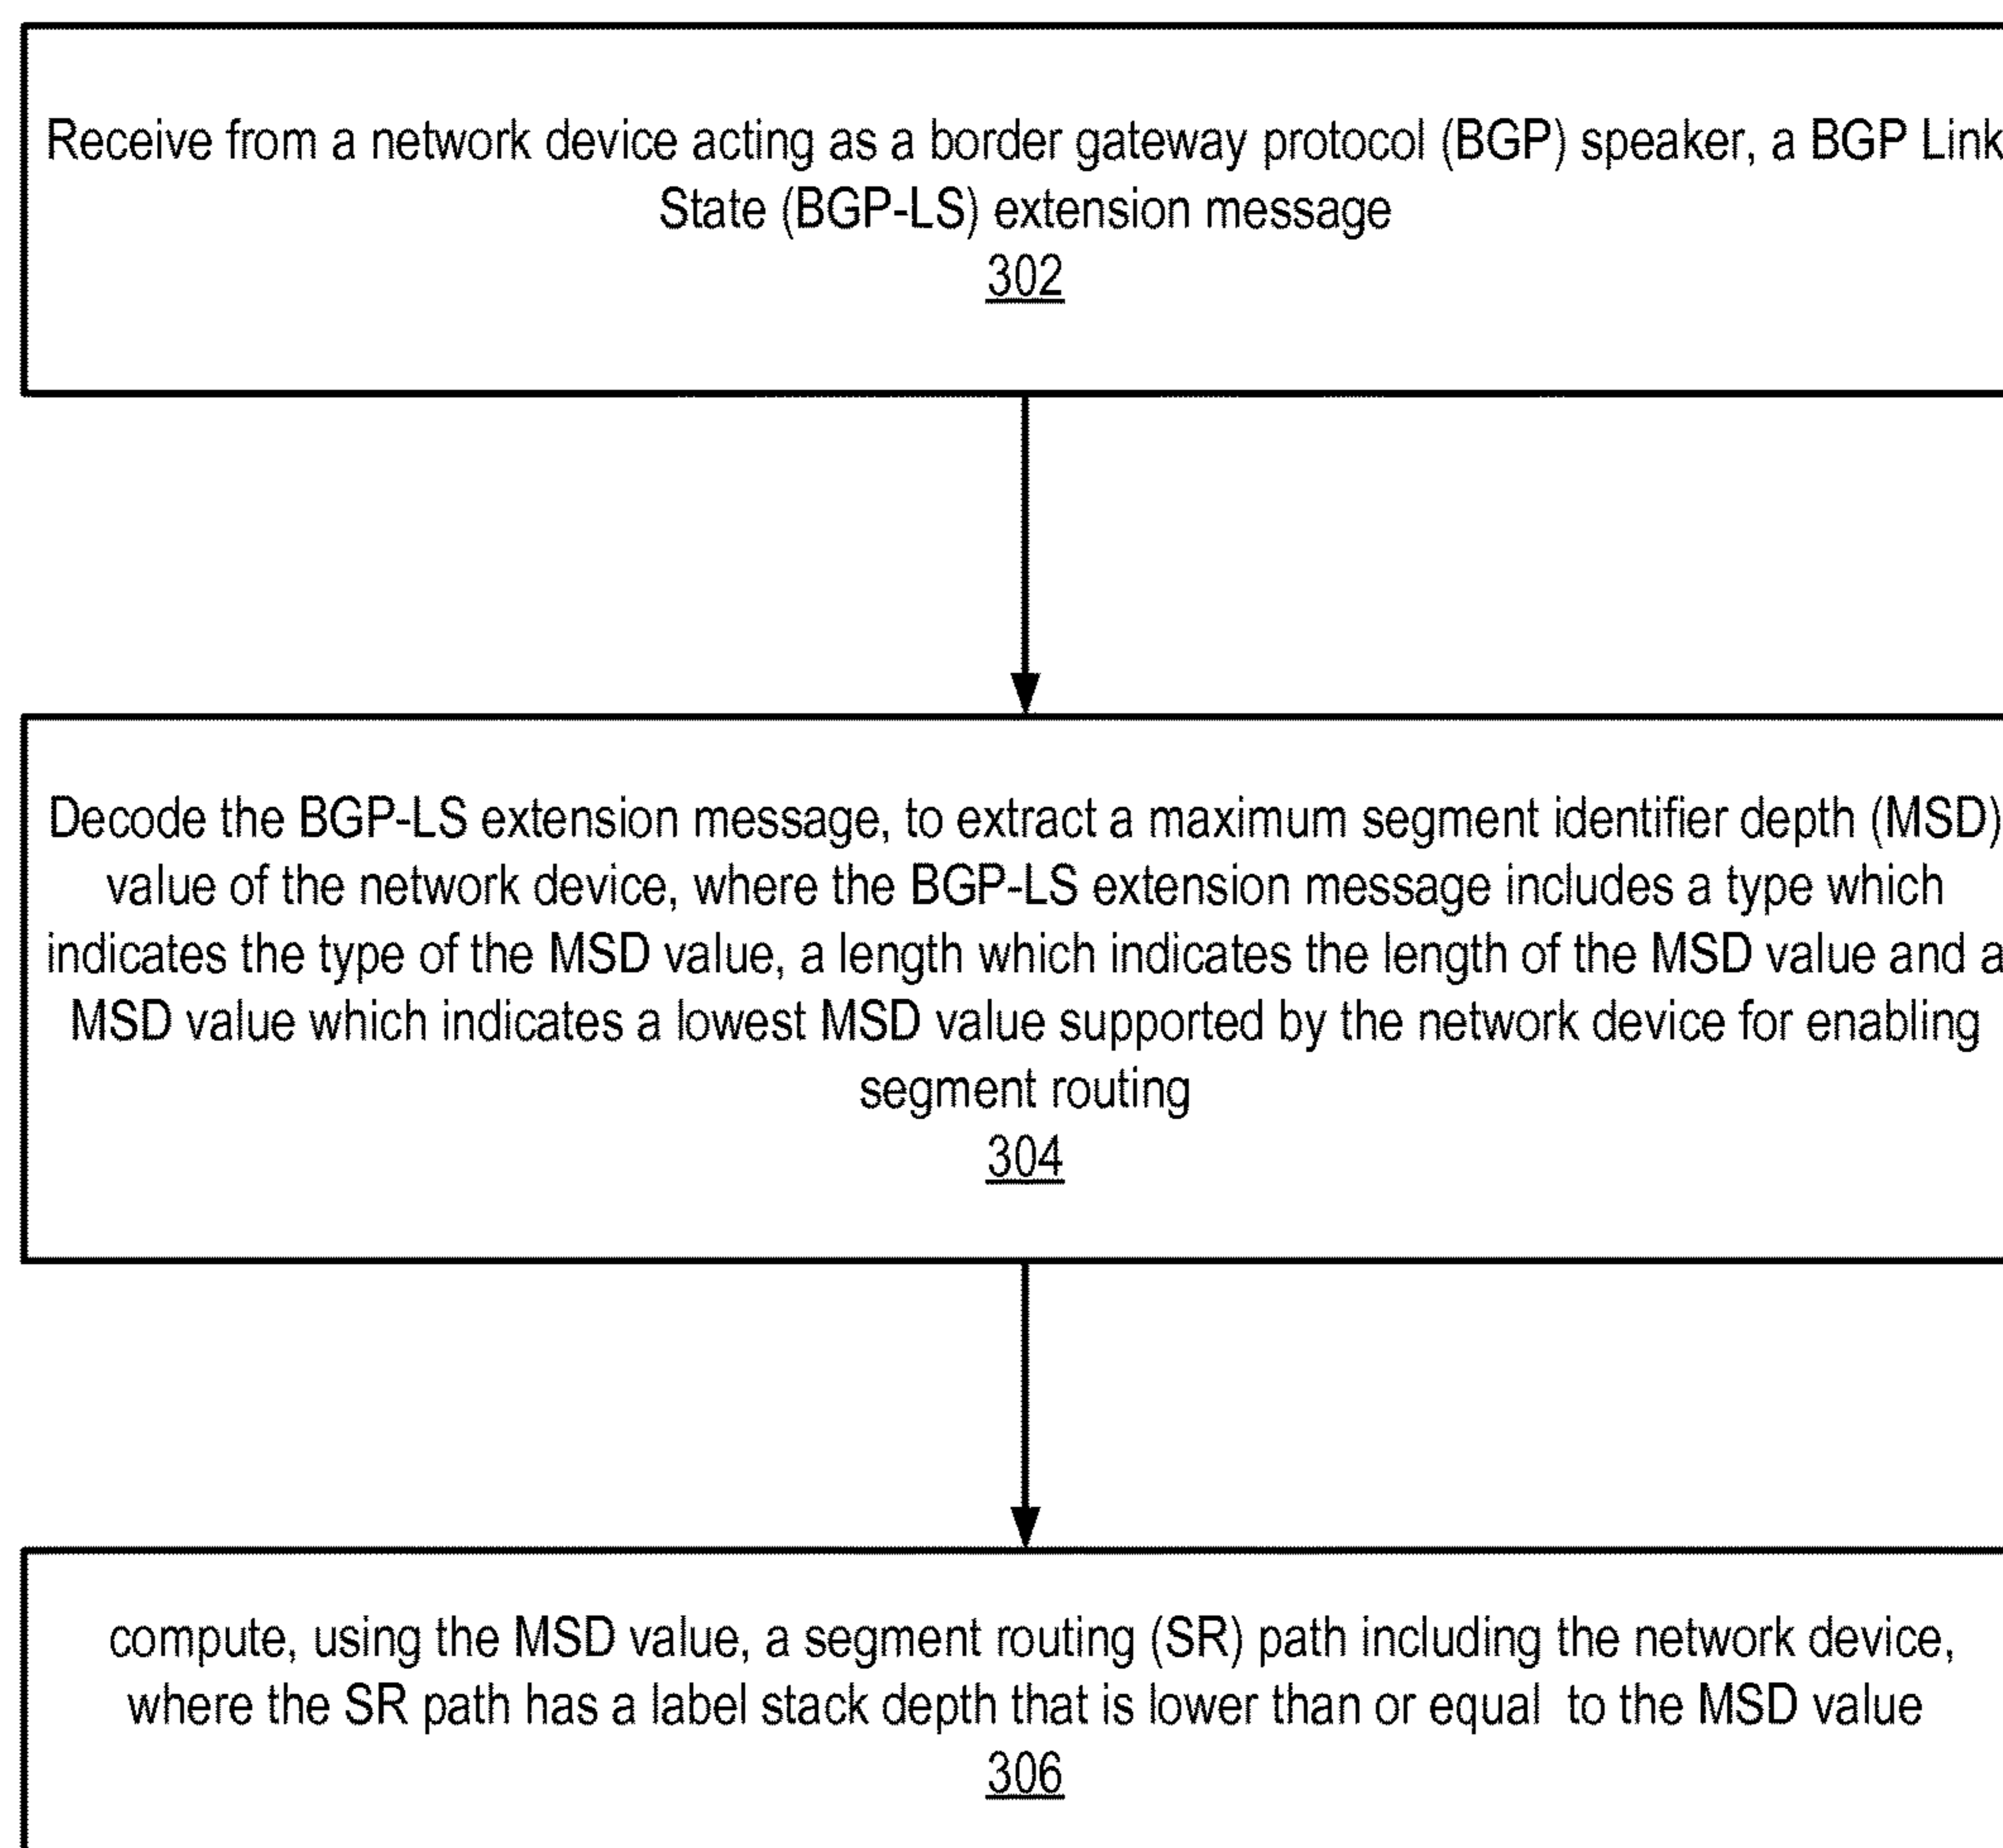 Receive from a network device acting as a border gateway protocol (BGP) speaker, a BGP Link
State (BGP-LS) extension message
302
Decode the BGP-LS extension message, to extract a maximum segment identifier depth (MSD)
value of the network device, where the BGP-LS extension message includes a type which
indicates the type of the MSD value, a length which indicates the length of the MSD value and a
MSD value which indicates a lowest MSD value supported by the network device for enabling
segment routing
304
compute, using the MSD value, a segment routing (SR) path including the network device,
where the SR path has a label stack depth that is lower than or equal to the MSD value
306